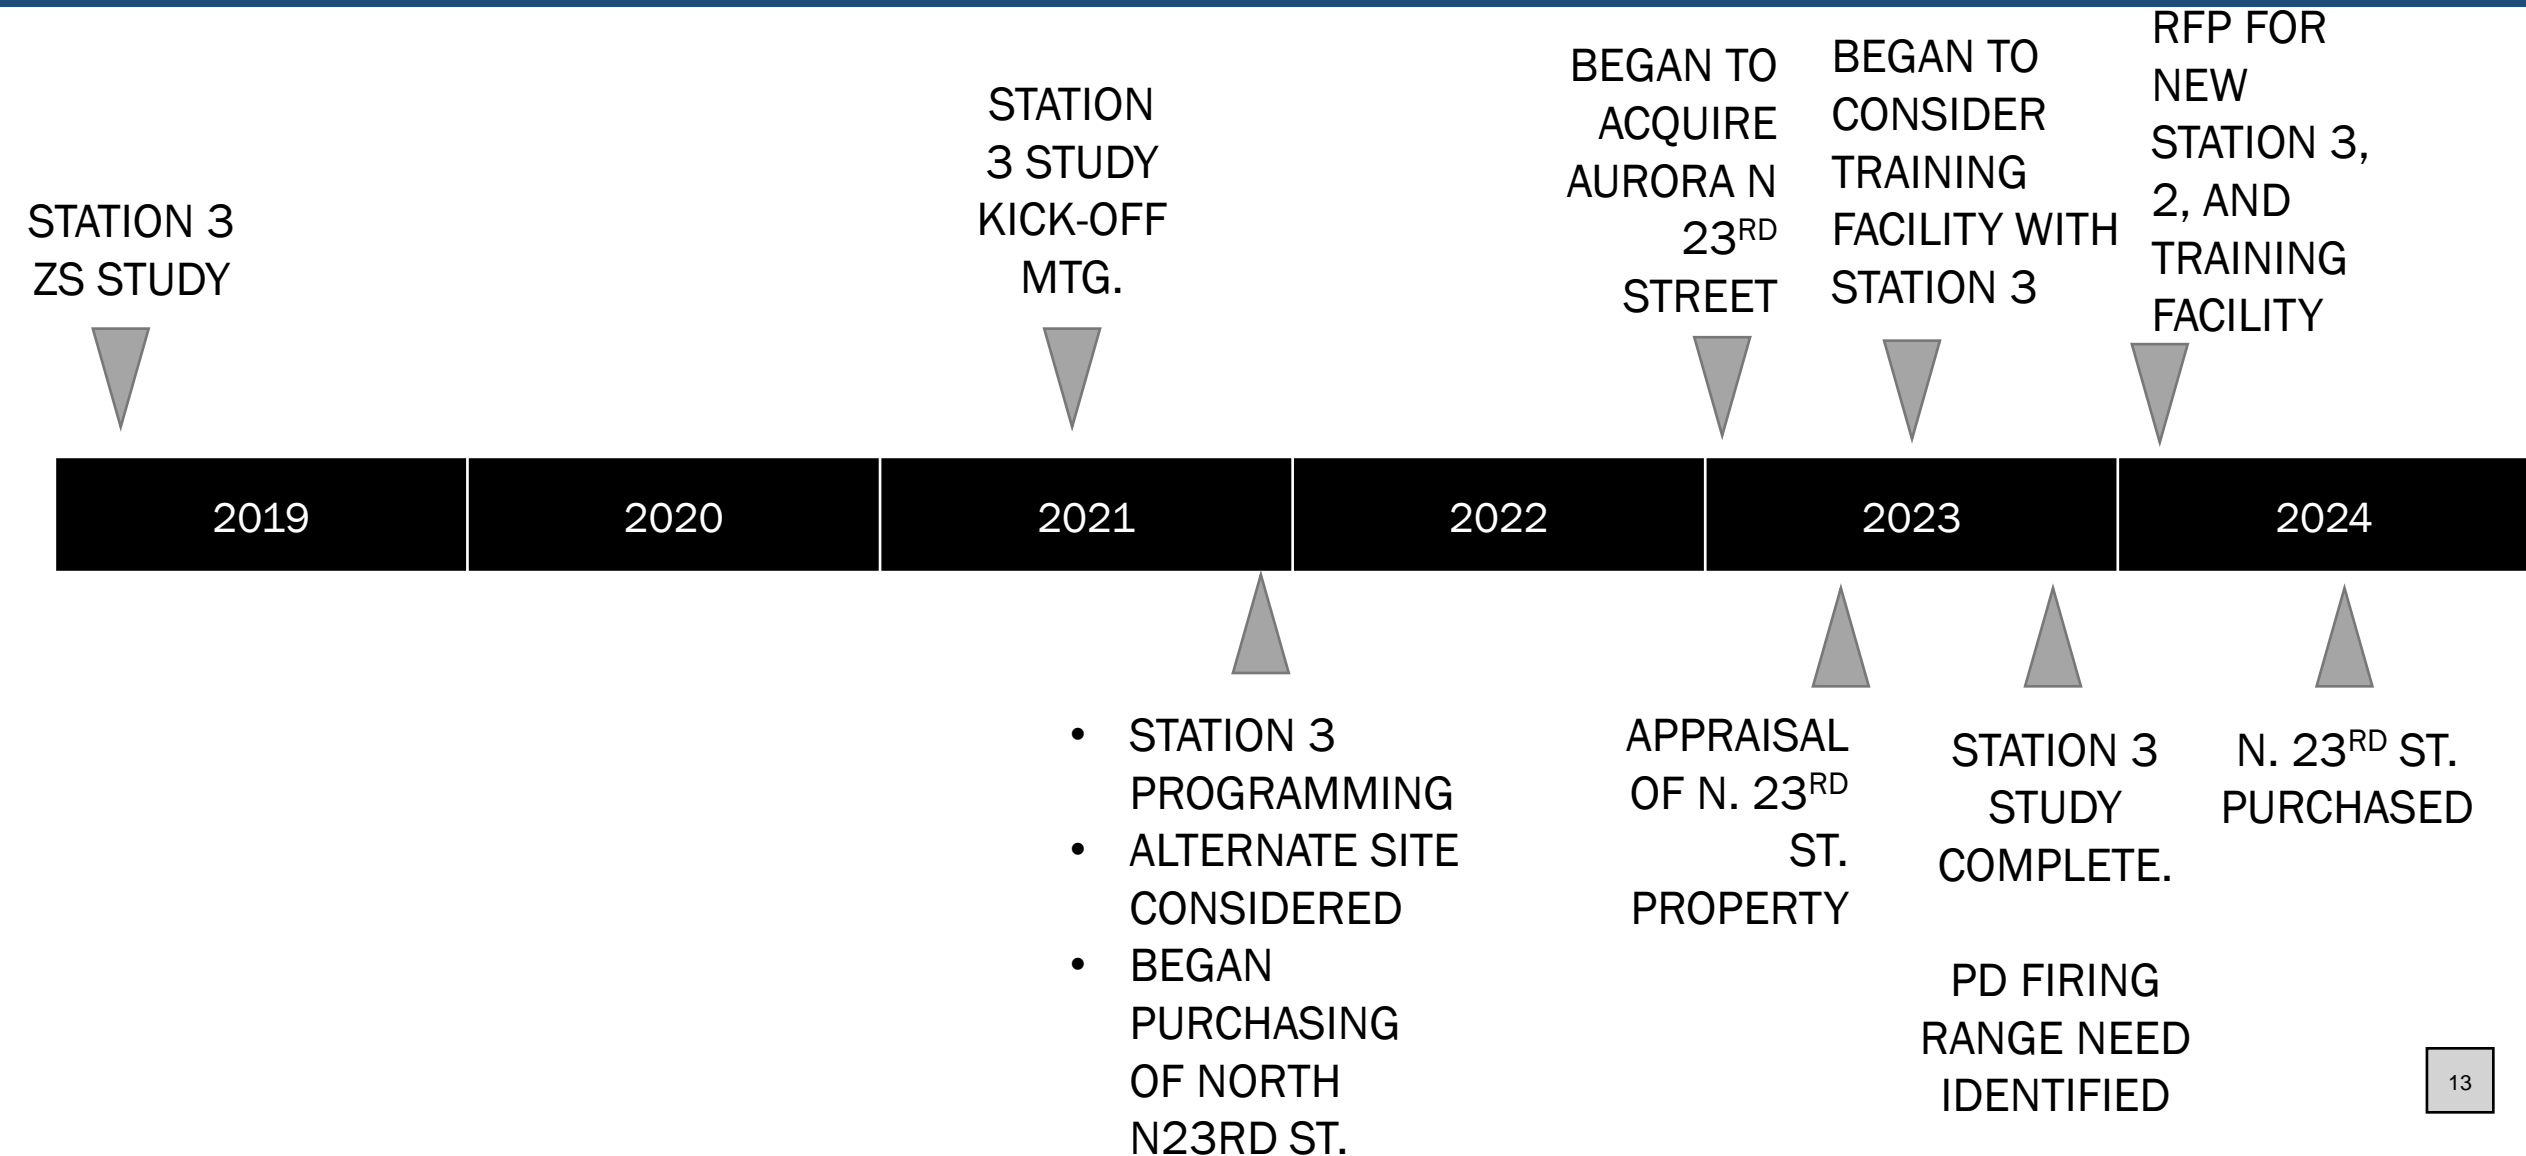 STATION 3
ZS STUDY
STATION
3 STUDY
KICK-OFF
MTG.
BEGAN TO
ACQUIRE
AURORA N
23RD
STREET
BEGAN TO
CONSIDER
TRAINING
FACILITY WITH
STATION 3
RFP FOR
NEW
STATION 3,
2, AND
TRAINING
FACILITY
2019
2020
2021
2022
2023
2024
• STATION 3
PROGRAMMING
• ALTERNATE SITE
CONSIDERED
• BEGAN
PURCHASING
OF NORTH
N23RD ST.
APPRAISAL
OF N. 23RD
ST.
PROPERTY
STATION 3
STUDY
COMPLETE.
PD FIRING
RANGE NEED
IDENTIFIED
N. 23RD ST.
PURCHASED
13